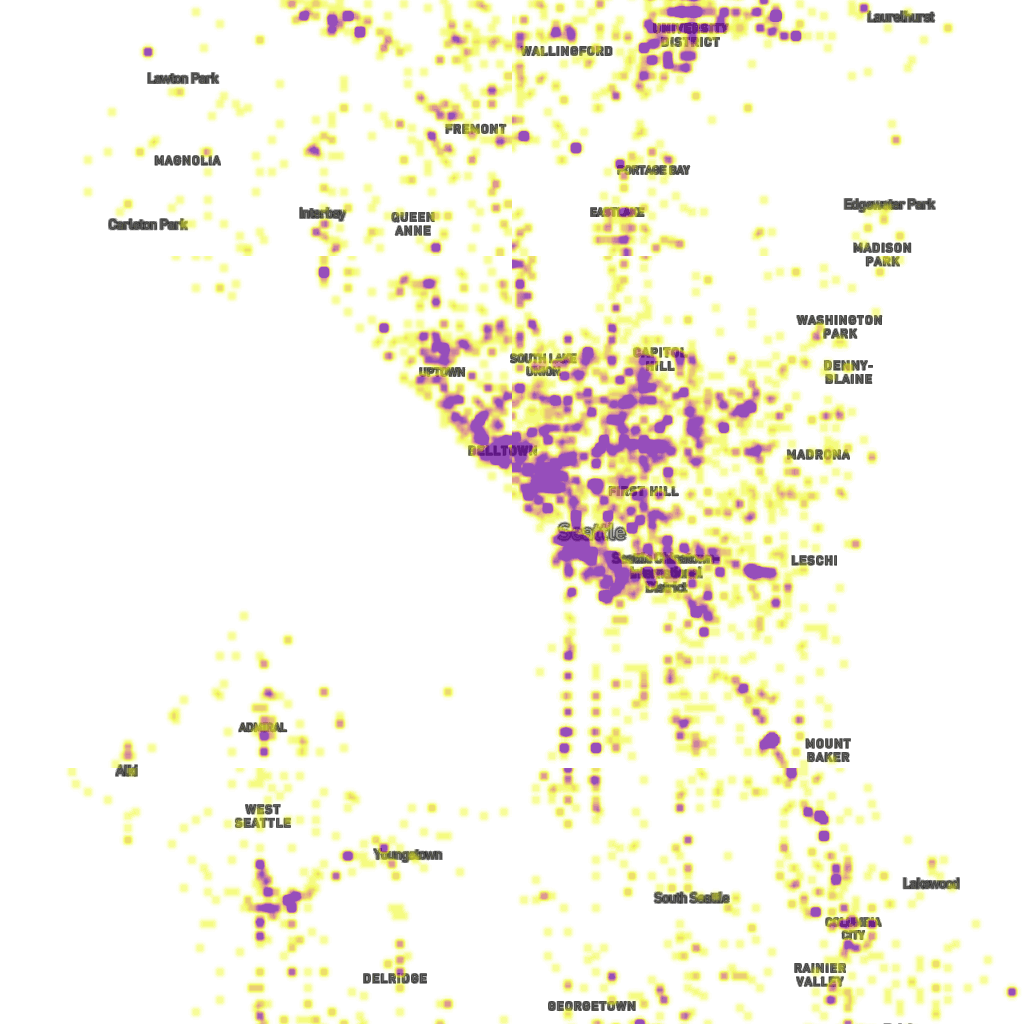 Laurelhurst
UNIVERSITY
DISTRICT
WALLINGFORD
Lawton Park
FREMONT
MAGNOLIA
PORTAGE BAY
Edgewater Park
EASTLAKE
Interbay
QUEEN
ANNE
Carleton Park
MADISON
PARK
WASHINGTON
PARK
SOUTH LAKE
UNION
CAPITOL
HILL
UPTOWN
DENNY-
BLAINE
BELLTOWN
MADRONA
FIRST HILL
Seattle
Seattle Chinatown-
International
District
LESCHI
ADMIRAL
MOUNT
BAKER
Alki
WEST
SEATTLE
Youngstown
Lakewood
South Seattle
COLUMBIA
CITY
DELRIDGE
RAINIER
VALLEY
GEORGETOWN